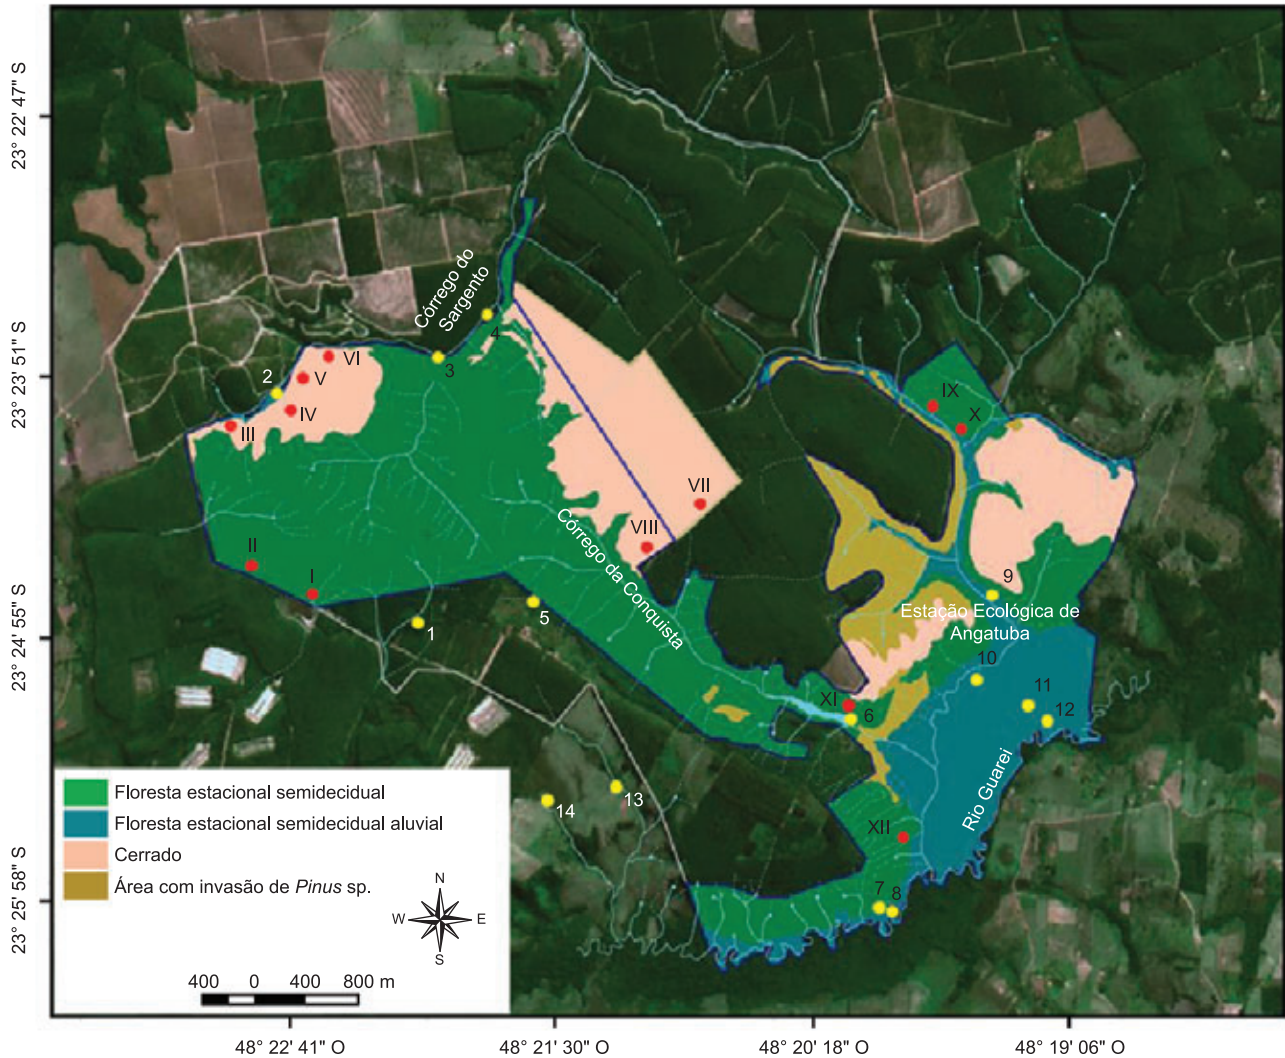 23° 22' 47" S
23° 23' 51" S
23° 24' 55" S
23° 25' 58" S
Córrego do
Sargento
4
3
2
VI
V
IV
III
IX
X
VII
VIII
II
I
Córrego da Conquista
1
5
9
Estação Ecológica de
Angatuba
10
11
12
XI
6
Rio Guarei
13
14
XII
7
8
Floresta estacional semidecidual
Floresta estacional semidecidual aluvial
Cerrado
Área com invasão de Pinus sp.
N
W
E
S
400 0 400 800 m
48° 22' 41" O
48° 21' 30" O
48° 20' 18" O
48° 19' 06" O